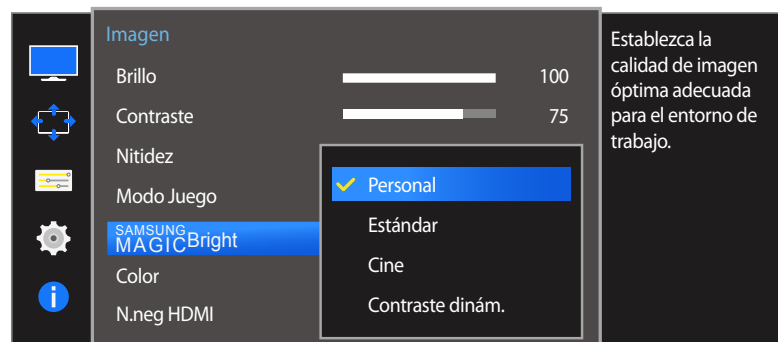 Imagen
Brillo 100
Contraste 75
Nitidez
Modo Juego
SAMSUNG
MAGICBright
Color
N.neg HDMI
Personal
Estándar
Cine
Contraste dinám.
Establezca la
calidad de imagen
óptima adecuada
para el entorno de
trabajo.